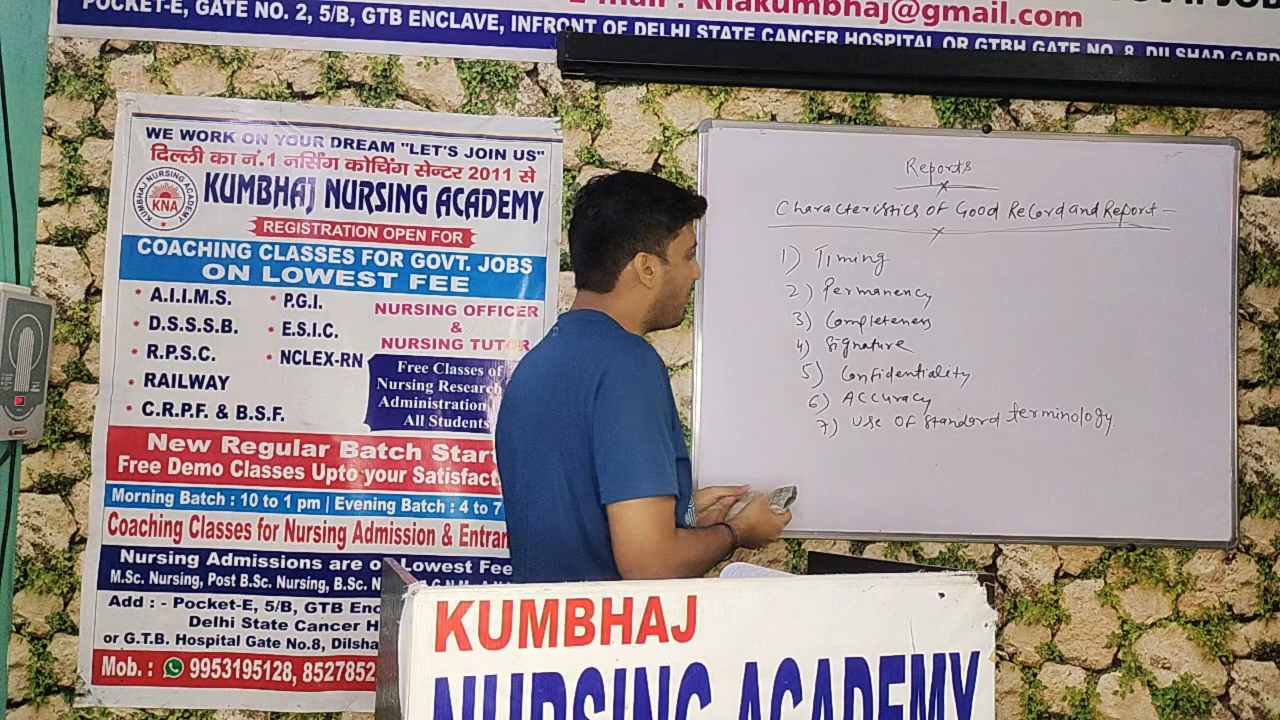 E-mail : knakumbhaj@gmail.com
POCKET-E, GATE NO. 2, 5/B, GTB ENCLAVE, INFRONT OF DELHI STATE CANCER HOSPITAL OR GTBH GATE NO. 8, DILSHAD GARD
WE WORK ON YOUR DREAM "LET'S JOIN US"
दिल्ली का नं.1 नर्सिंग कोचिंग सेन्टर 2011 से
KUMBHAJ NURSING ACADEMY
KNA
KUMBHAJ NURSING ACADEMY
REGISTRATION OPEN FOR
COACHING CLASSES FOR GOVT. JOBS
ON LOWEST FEE
* A.I.I.M.S.
* D.S.S.S.B.
* R.P.S.C.
* RAILWAY
* C.R.P.F. & B.S.F.
* P.G.I.
* E.S.I.C.
* NCLEX-RN
NURSING OFFICER
&
NURSING TUTOR
Free Classes of
Nursing Research
Administration
All Students
New Regular Batch Start
Free Demo Classes Upto your Satisfact
Morning Batch : 10 to 1 pm | Evening Batch : 4 to 7
Coaching Classes for Nursing Admission & Entran
Nursing Admissions are on Lowest Fee
M.Sc. Nursing, Post B.Sc. Nursing, B.Sc. N
Add : - Pocket-E, 5/B, GTB Enc
Delhi State Cancer H
or G.T.B. Hospital Gate No.8, Dilsha
Mob. : 9953195128, 8527852
Reports
Characteristics of Good Record and Report -
1) Timing
2) Permanency
3) Completeness
4) Signature
5) Confidentiality
6) Accuracy
7) Use of standard terminology.
KUMBHAJ
NURSING ACADEMY